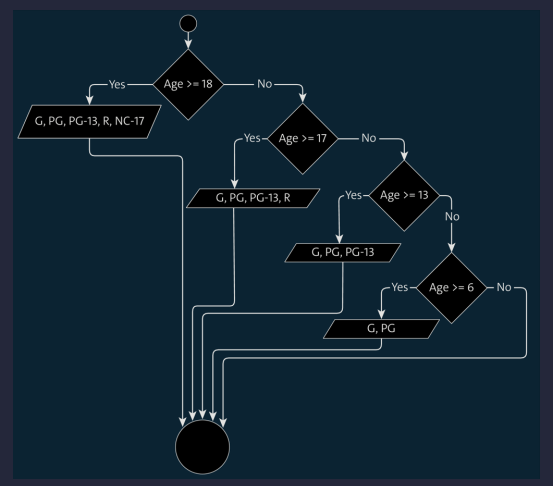 Age >= 18
Yes
No
G, PG, PG-13, R, NC-17
Age >= 17
Yes
No
G, PG, PG-13, R
Age >= 13
Yes
No
G, PG, PG-13
Age >= 6
Yes
No
G, PG